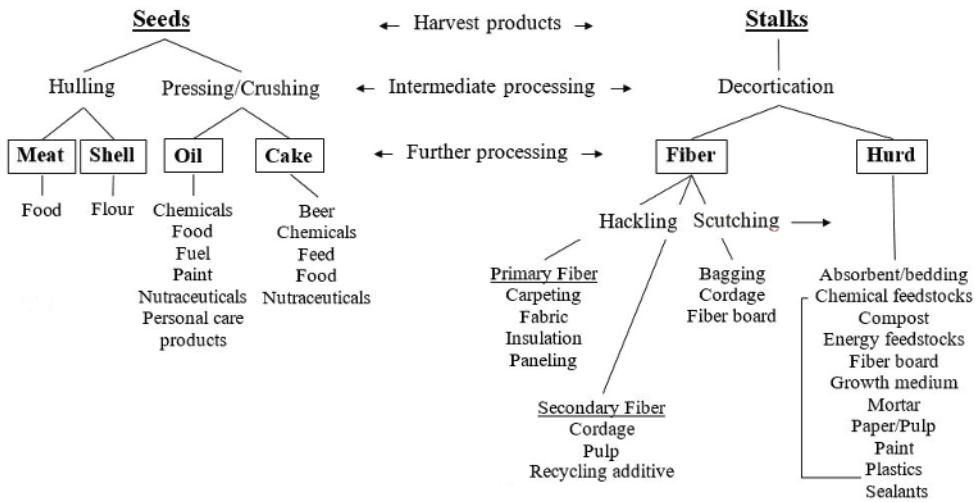 Seeds
Harvest products
Stalks
Hulling
Pressing/Crushing
Intermediate processing
Decortication
Meat
Shell
Oil
Cake
Further processing
Fiber
Hurd
Food
Flour
Chemicals
Food
Fuel
Paint
Nutraceuticals
Personal care
products
Beer
Chemicals
Feed
Food
Nutraceuticals
Hackling
Scutching
Primary Fiber
Carpeting
Fabric
Insulation
Paneling
Bagging
Cordage
Fiber board
Secondary Fiber
Cordage
Pulp
Recycling additive
Absorbent/bedding
Chemical feedstocks
Compost
Energy feedstocks
Fiber board
Growth medium
Mortar
Paper/Pulp
Paint
Plastics
Sealants